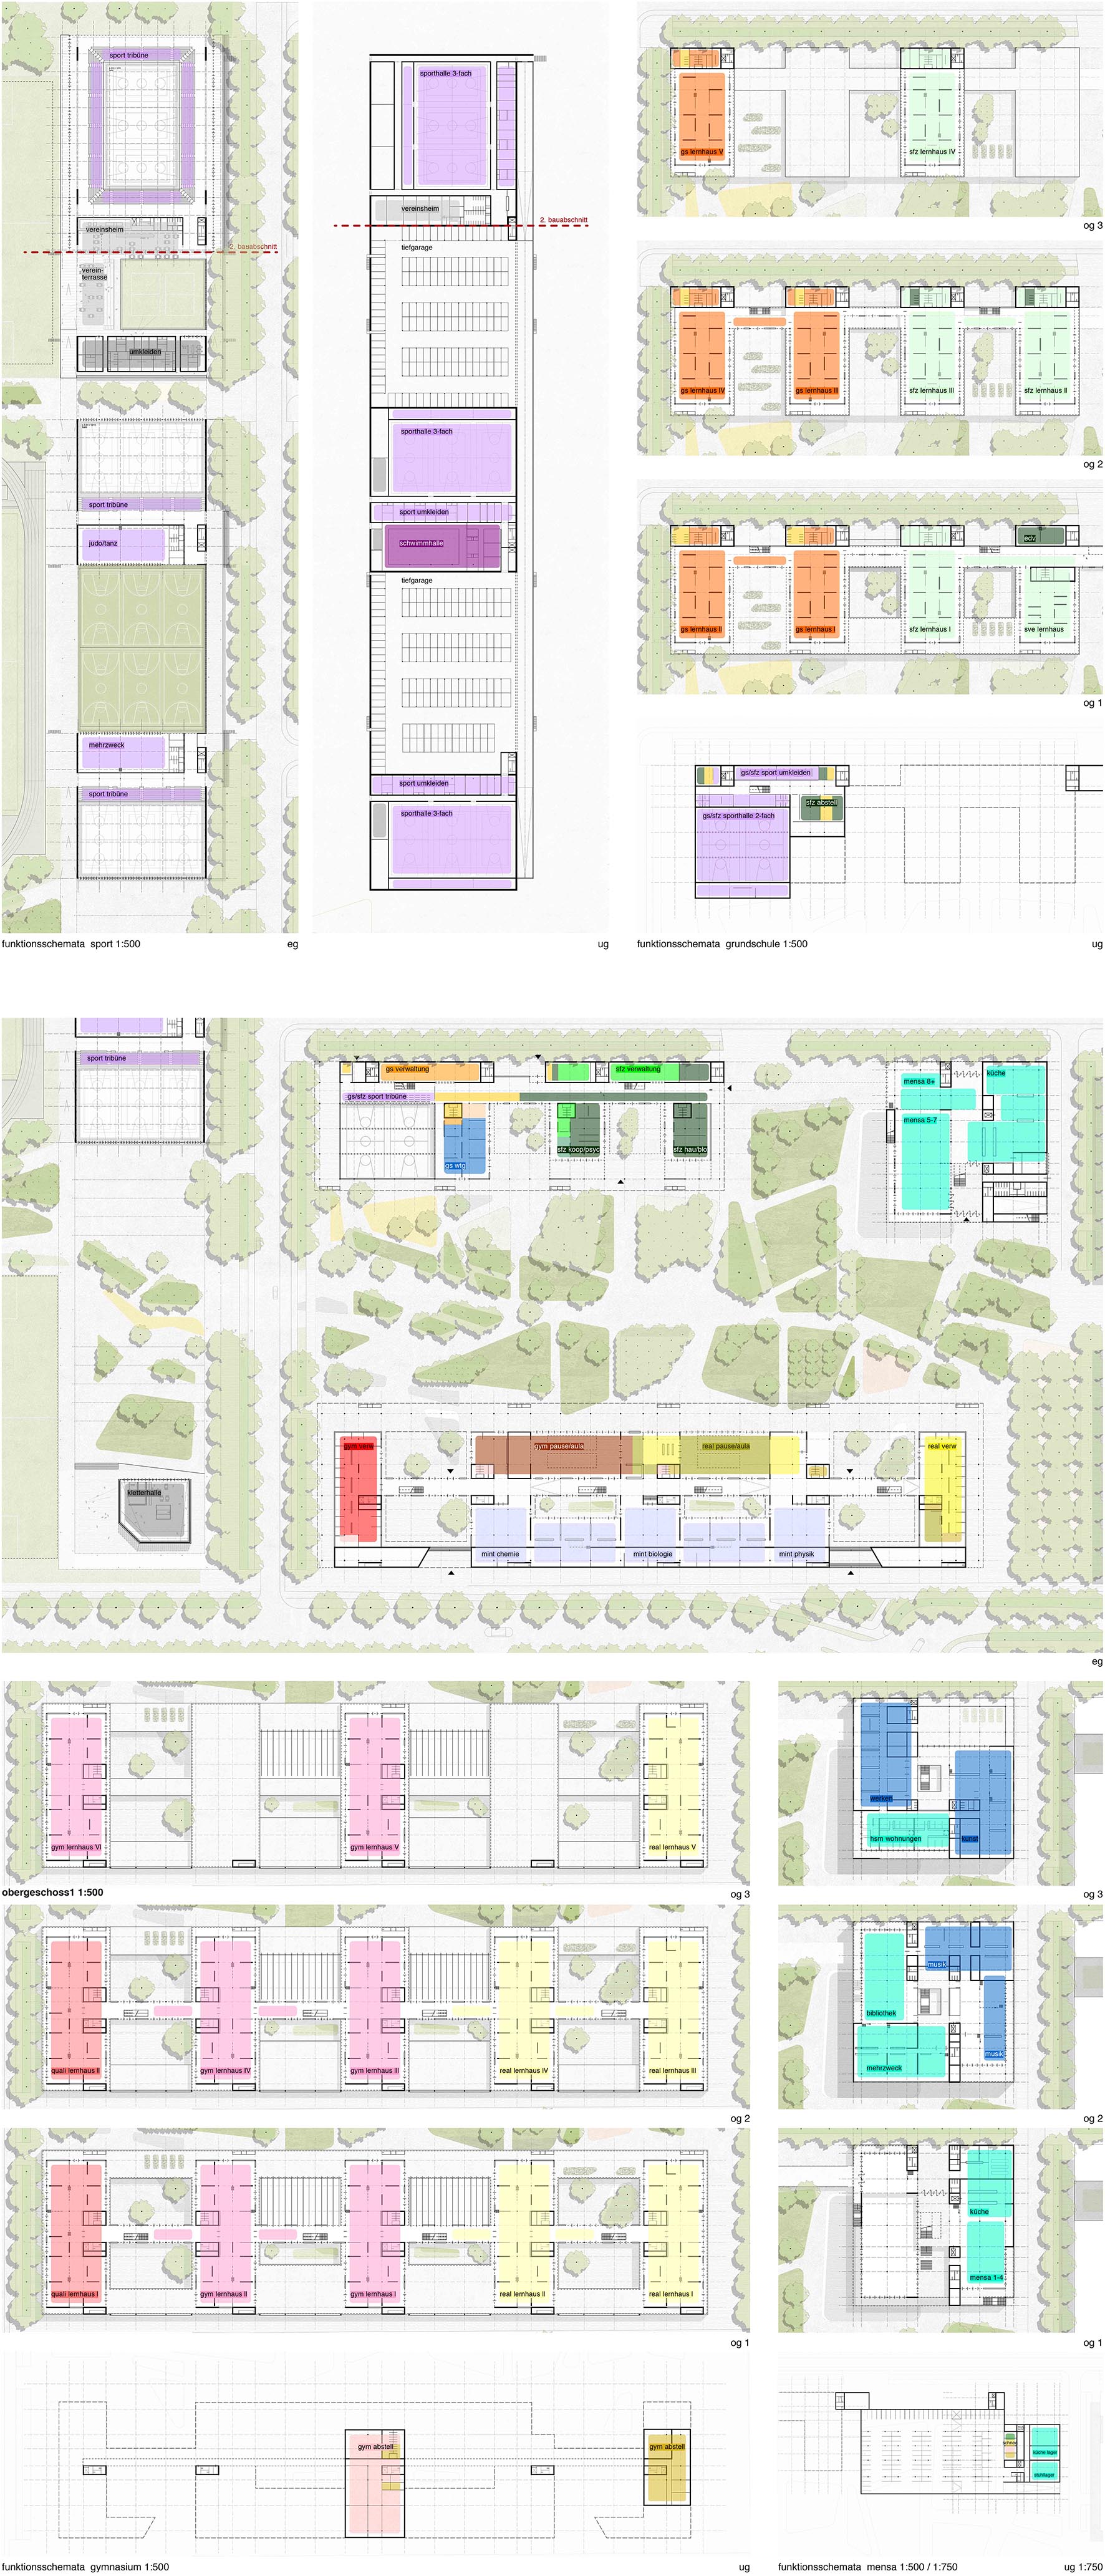 sport tribüne
vereinsheim
2. bauabschnitt
verein-
terrasse
umkleiden
sport tribüne
judo/tanz
mehrzweck
sport tribüne
funktionsschemata sport 1:500
eg
sporthalle 3-fach
vereinsheim
2. bauabschnitt
tiefgarage
sporthalle 3-fach
sport umkleiden
schwimmhalle
tiefgarage
sport umkleiden
sporthalle 3-fach
ug
gs lernhaus V
sfz lernhaus IV
og 3
gs lernhaus IV
gs lernhaus III
sfz lernhaus III
sfz lernhaus II
og 2
edv
gs lernhaus II
gs lernhaus I
sfz lernhaus I
sve lernhaus
og 1
gs/sfz sport umkleiden
sfz abstell
gs/sfz sporthalle 2-fach
funktionsschemata grundschule 1:500
ug
sport tribüne
gs verwaltung
sfz verwaltung
gs/sfz sport tribüne
gs wtg
sfz koop/psyc
sfz hau/blo
mensa 8+
küche
mensa 5-7
gym verw
gym pause/aula
real pause/aula
real verw
kletterhalle
mint chemie
mint biologie
mint physik
eg
gym lernhaus VI
gym lernhaus V
real lernhaus V
obergeschoss1 1:500
og 3
werken
hsm wohnungen
kunst
og 3
quali lernhaus II
gym lernhaus IV
gym lernhaus III
real lernhaus IV
real lernhaus III
og 2
musik
bibliothek
mehrzweck
musik
og 2
quali lernhaus I
gym lernhaus II
gym lernhaus I
real lernhaus II
real lernhaus I
og 1
küche
mensa 1-4
og 1
gym abstell
gym abstell
funktionsschemata gymnasium 1:500
ug
küche lager
stuhllager
funktionsschemata mensa 1:500 / 1:750
ug 1:750